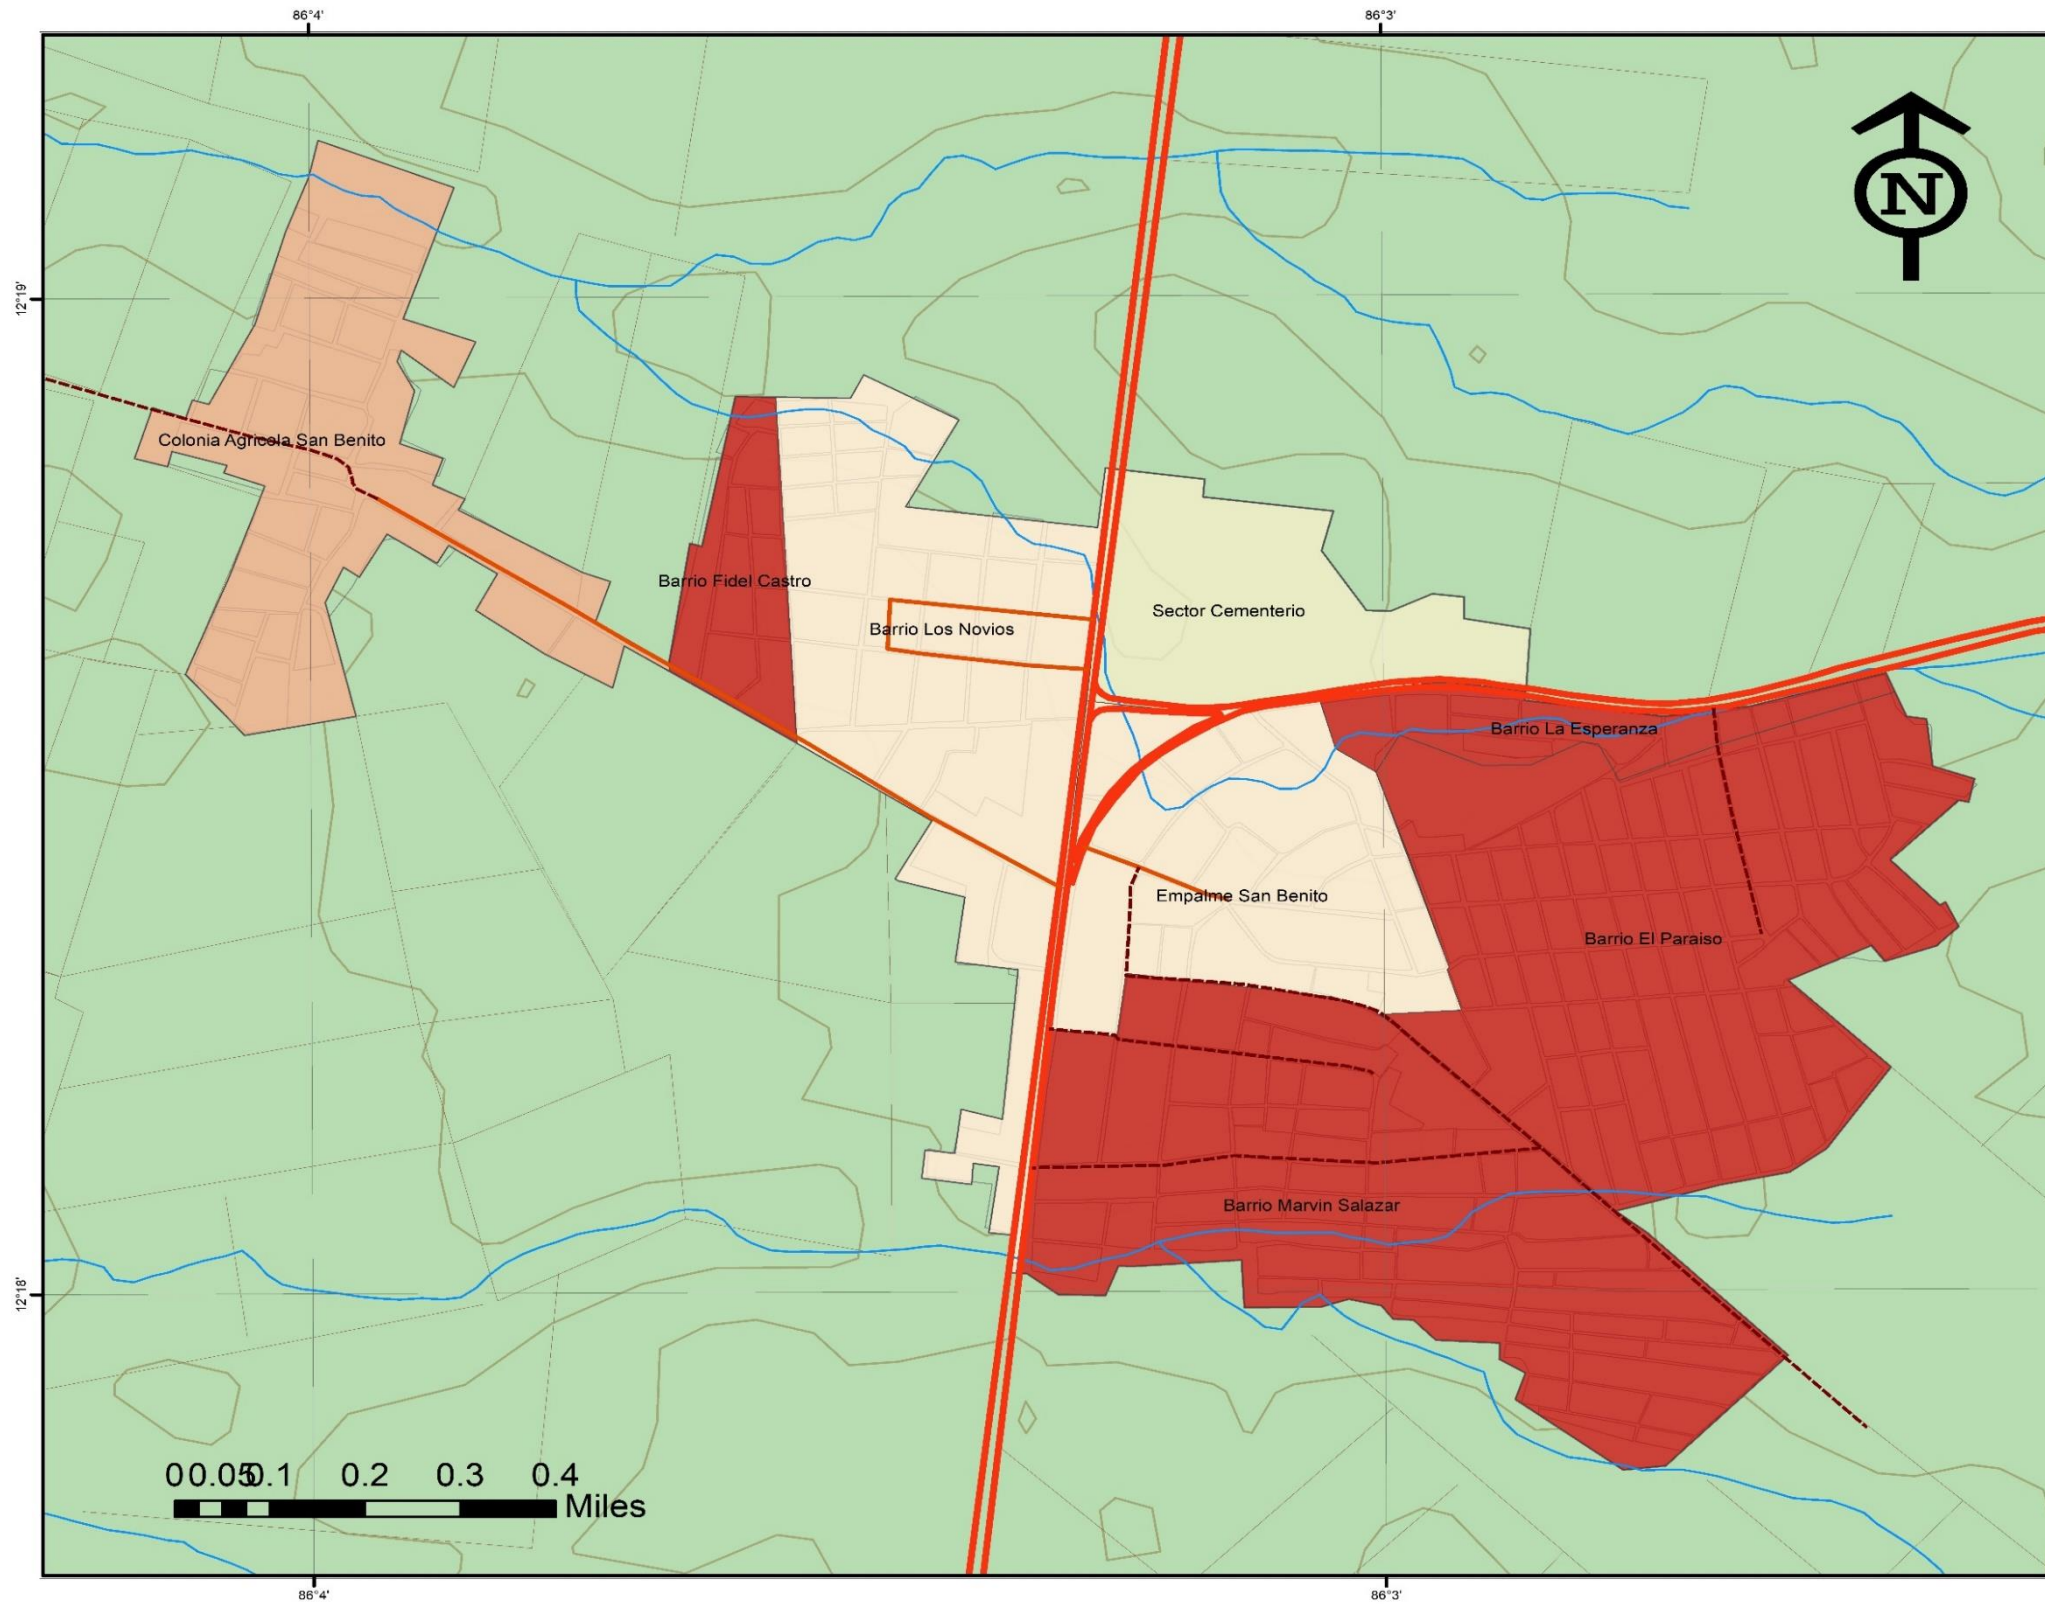 86°4'
86°3'
N
12°19'
Colonia Agricola San Benito
Barrio Fidel Castro
Sector Cementerio
Barrio Los Novios
Barrio La Esperanza
Empalme San Benito
Barrio El Paraiso
Barrio Marvin Salazar
12°18'
0 0.05 0.1 0.2 0.3 0.4
Miles
86°4'
86°3'